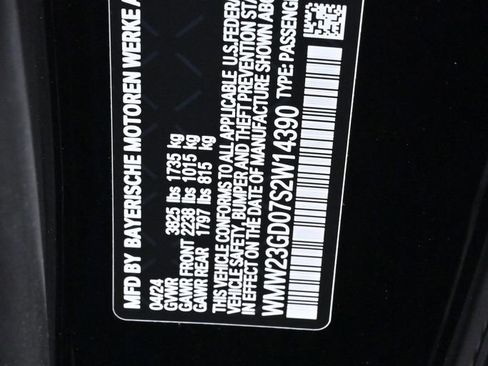 MFD BY BAYERISCHE MOTOREN WERKE A
04/24
GVWR 3825 lbs 1735 kg
GAWR FRONT 2238 lbs 1015 kg
GAWR REAR 1797 lbs 815 kg
THIS VEHICLE CONFORMS TO ALL APPLICABLE U.S.FEDERA
VEHICLE SAFETY, BUMPER AND THEFT PREVENTION STA
IN EFFECT ON THE DATE OF MANUFACTURE SHOWN ABO
WMW23GD07S2W14390 TYPE: PASSENG